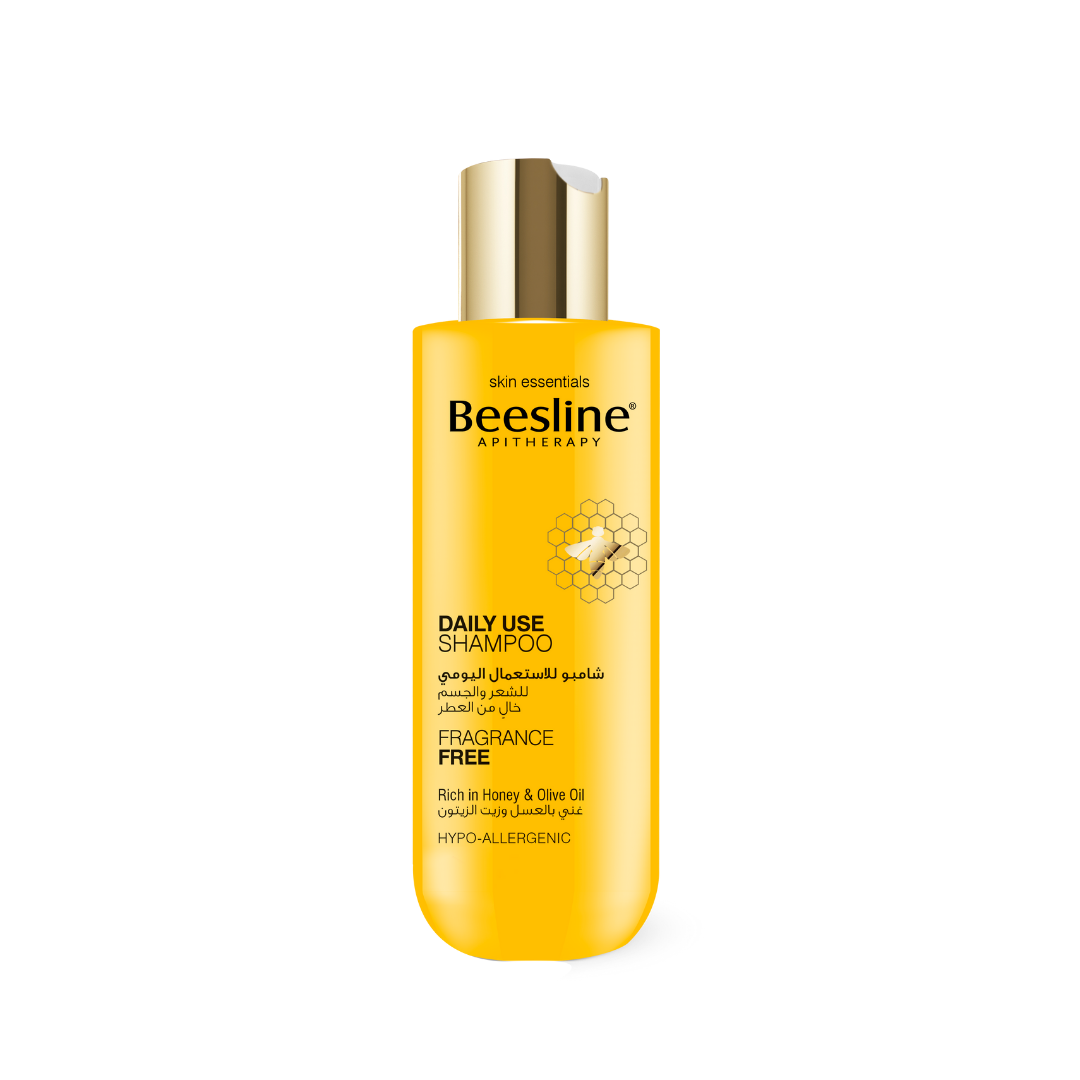 skin essentials
Beesline®
APITHERAPY
DAILY USE
SHAMPOO
شامبو للاستعمال اليومي
للشعر والجسم
خالٍ من العطر
FRAGRANCE
FREE
Rich in Honey & Olive Oil
غني بالعسل وزيت الزيتون
HYPO-ALLERGENIC